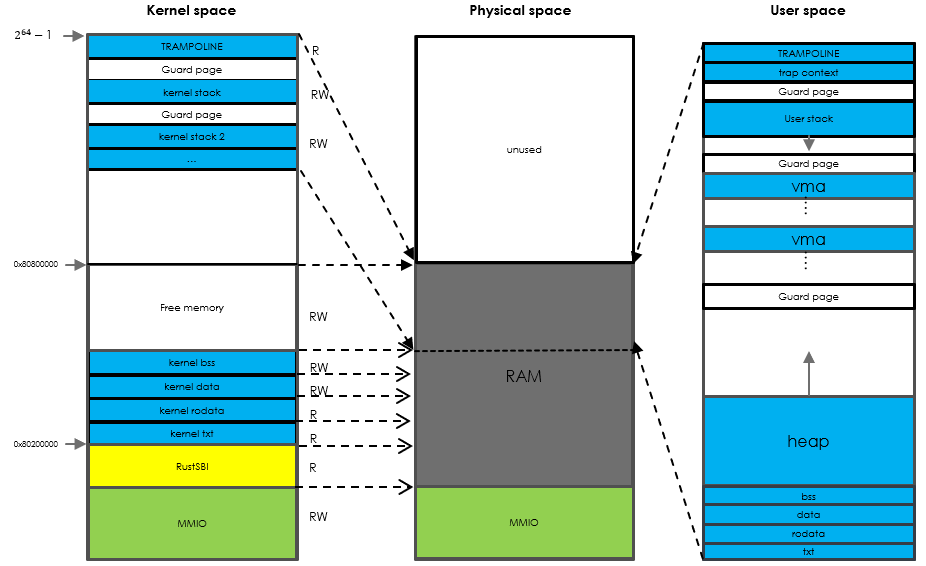 Kernel space
Physical space
User space
2^64 − 1
TRAMPOLINE
Guard page
kernel stack
Guard page
kernel stack 2
...
R
RW
RW
0x80800000
Free memory
RW
kernel bss
RW
kernel data
RW
kernel rodata
R
kernel txt
R
0x80200000
RustSBI
R
MMIO
RW
unused
RAM
MMIO
TRAMPOLINE
trap context
Guard page
User stack
Guard page
vma
vma
Guard page
heap
bss
data
rodata
txt